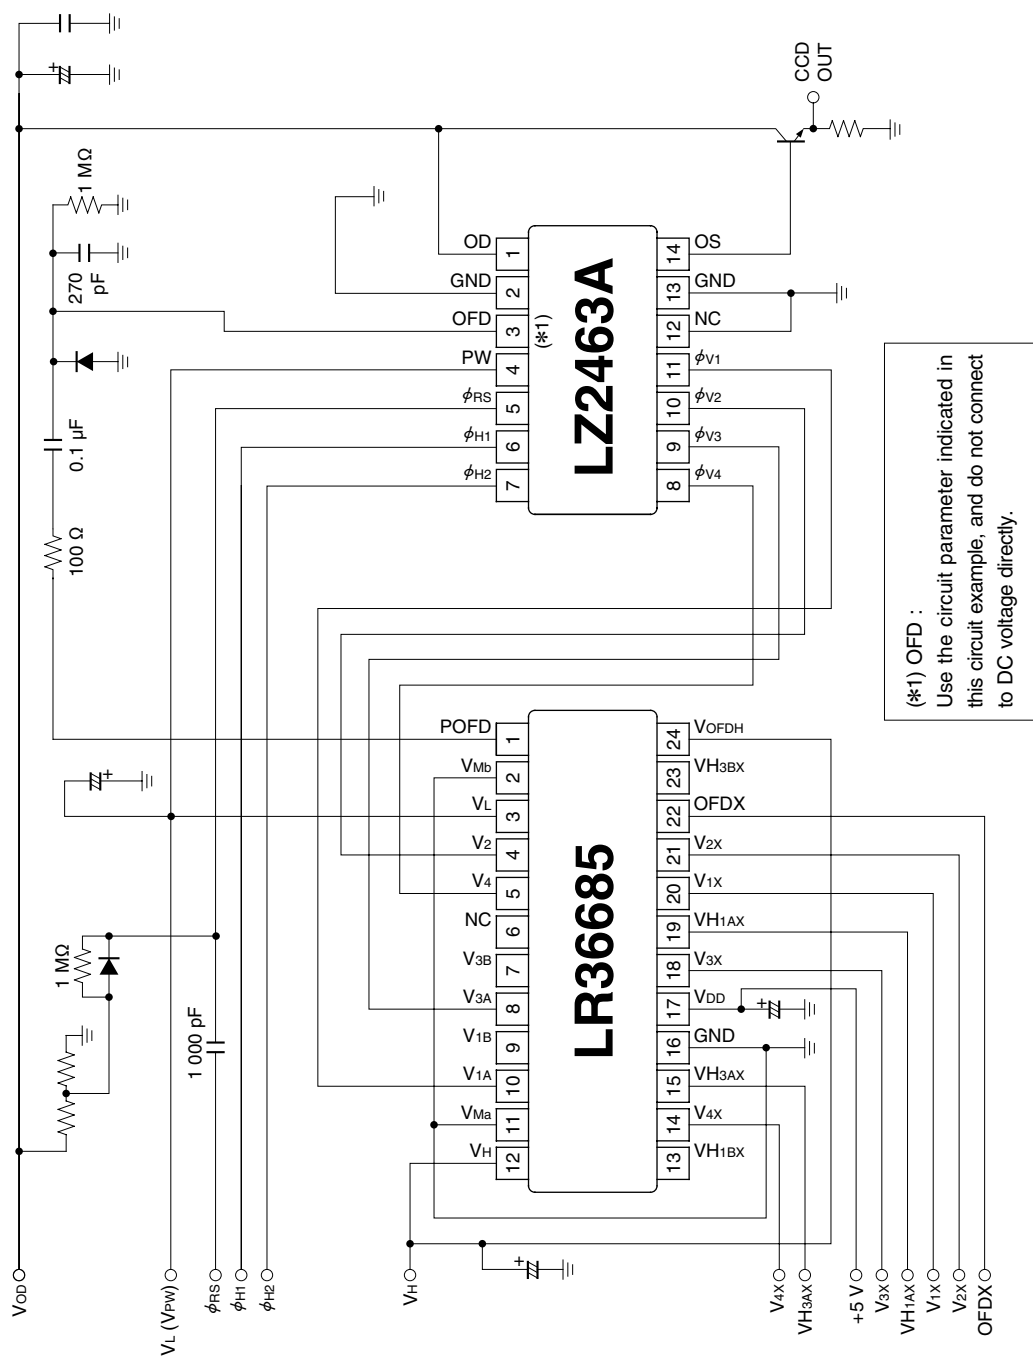 VOD
VL (VPW)
ϕRS
ϕH1
ϕH2
VH
V4X
VH3AX
+5 V
V3X
VH1AX
V1X
V2X
OFDX
+
1 MΩ
270
pF
0.1 µF
100 Ω
+
1 MΩ
1 000 pF
+
+
CCD
OUT
LZ2463A
(*1)
OD
1
GND
2
OFD
3
PW
4
ϕRS
5
ϕH1
6
ϕH2
7
OS
14
GND
13
NC
12
ϕV1
11
ϕV2
10
ϕV3
9
ϕV4
8
LR36685
POFD
1
VMb
2
VL
3
V2
4
V4
5
NC
6
V3B
7
V3A
8
V1B
9
V1A
10
VMa
11
VH
12
VOFDH
24
VH3BX
23
OFDX
22
V2X
21
V1X
20
VH1AX
19
V3X
18
VDD
17
GND
16
VH3AX
15
V4X
14
VH1BX
13
(*1) OFD :
Use the circuit parameter indicated in
this circuit example, and do not connect
to DC voltage directly.